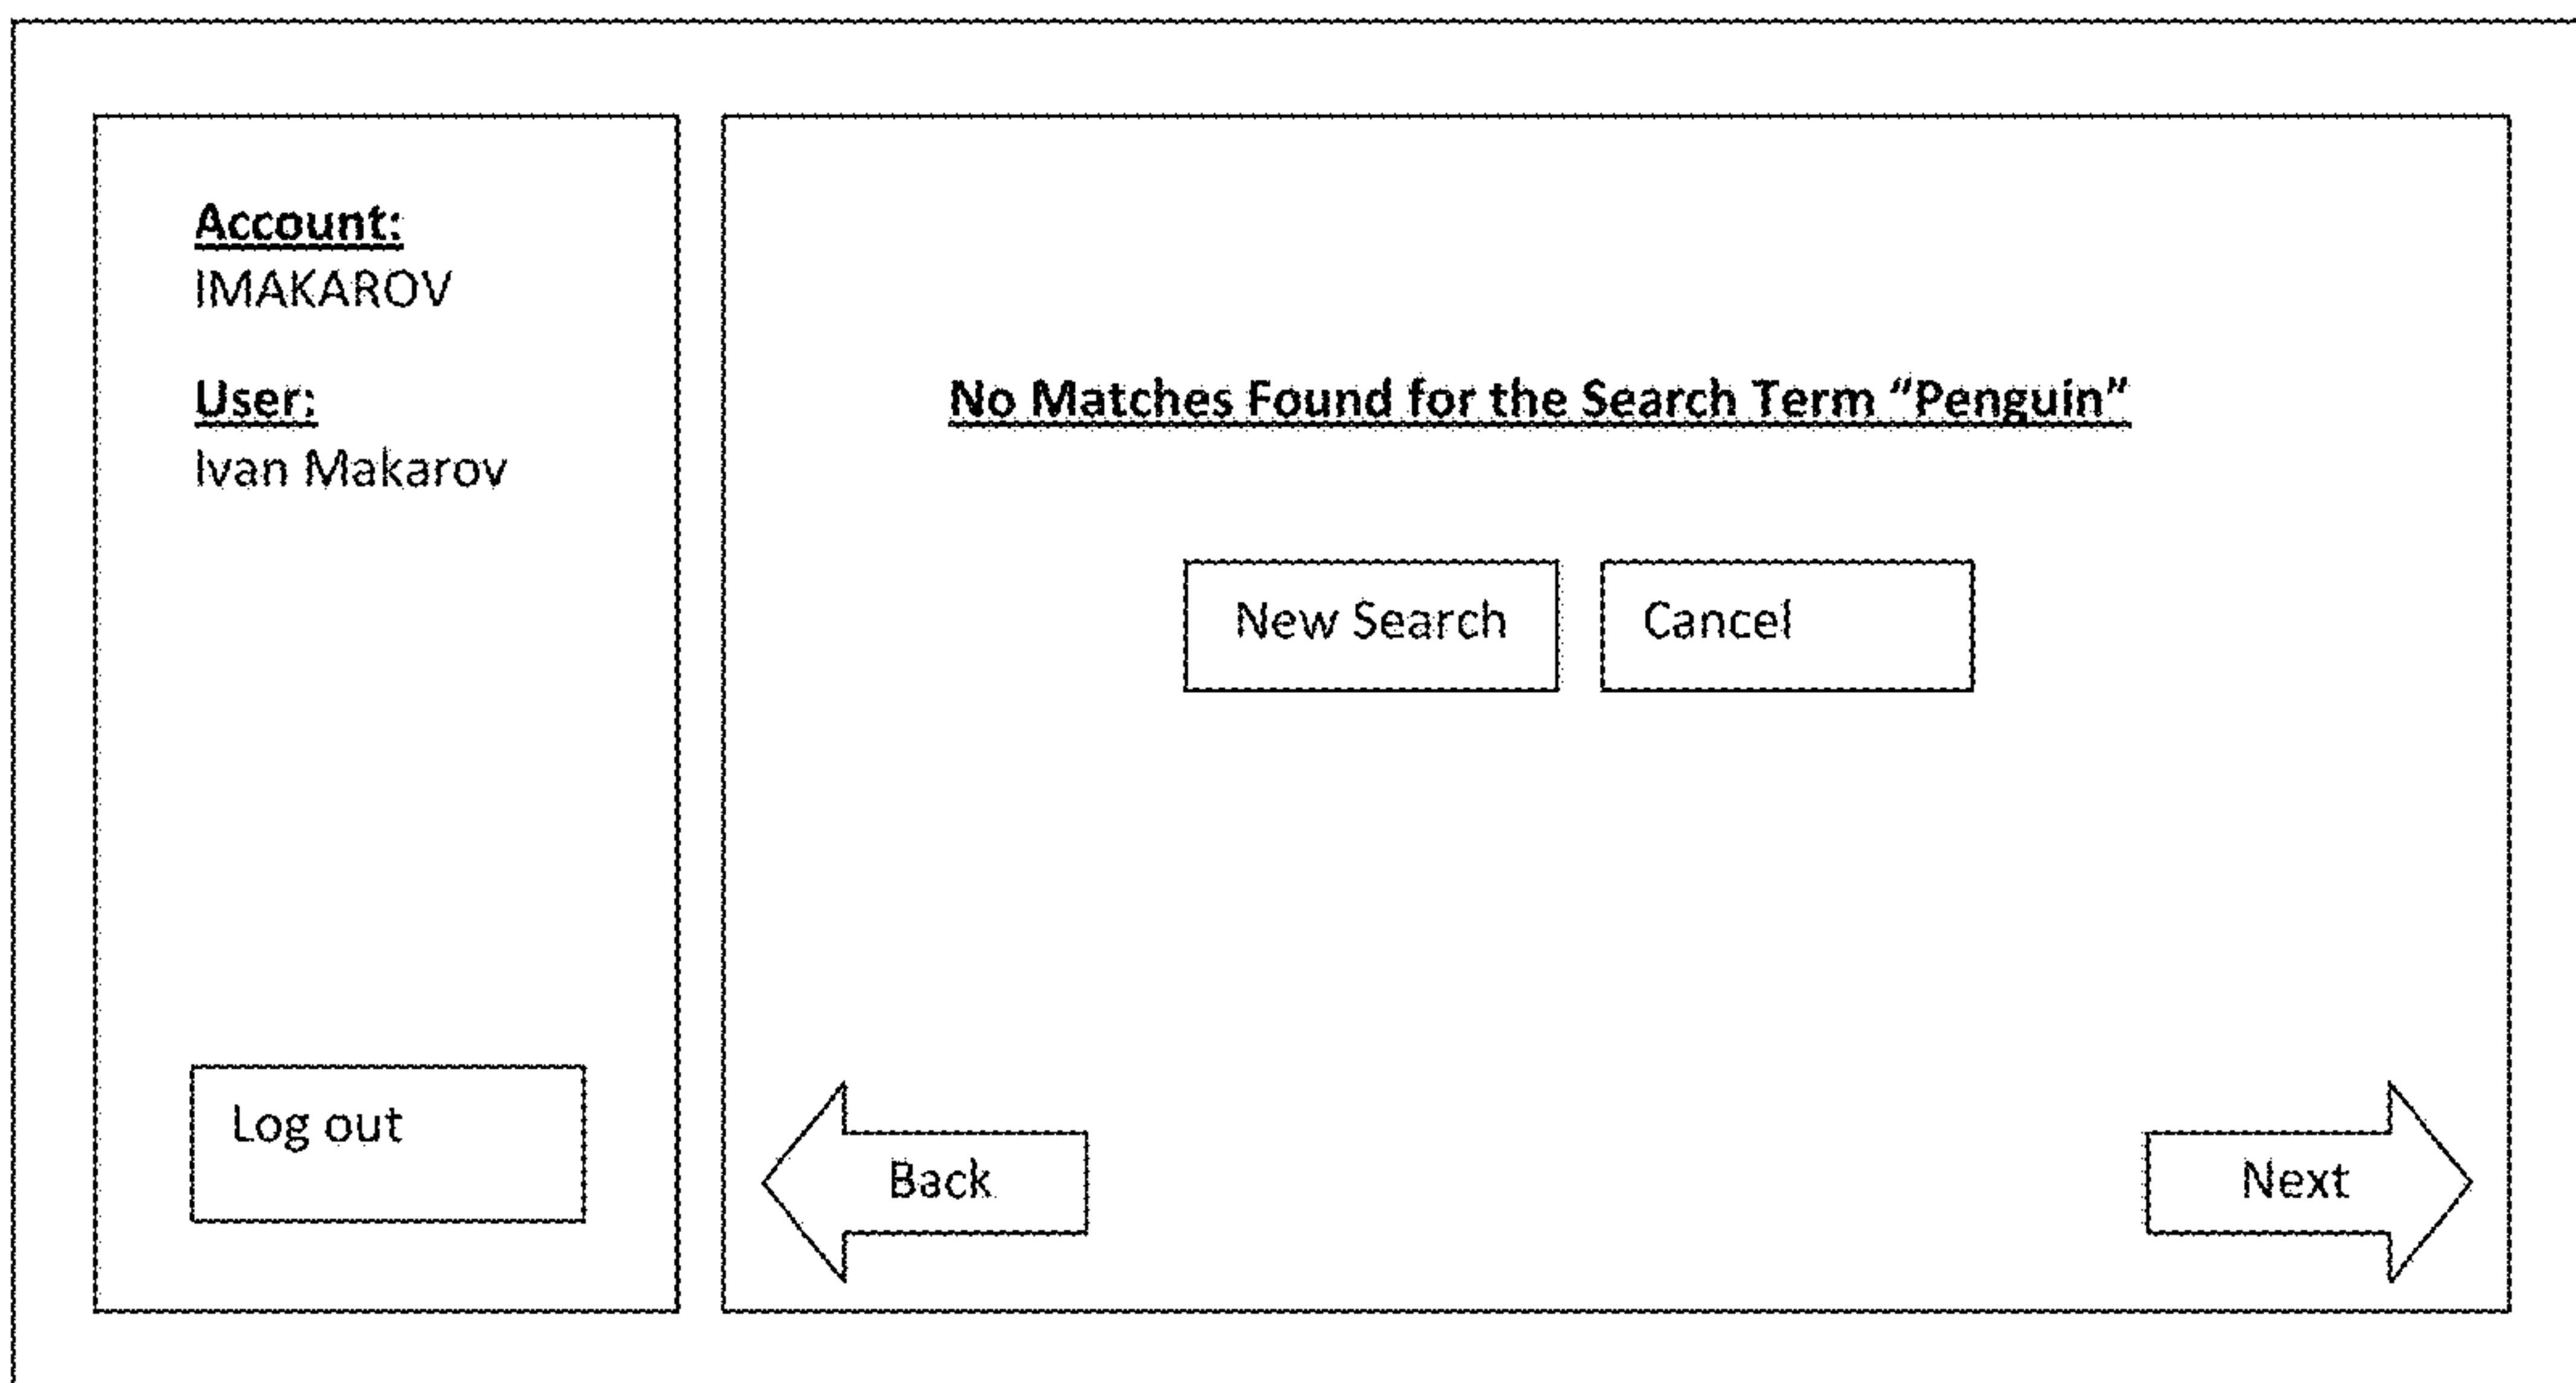 Account:
IMAKAROV
User:
Ivan Makarov
Log out
No Matches Found for the Search Term “Penguin”
New Search
Cancel
Back
Next